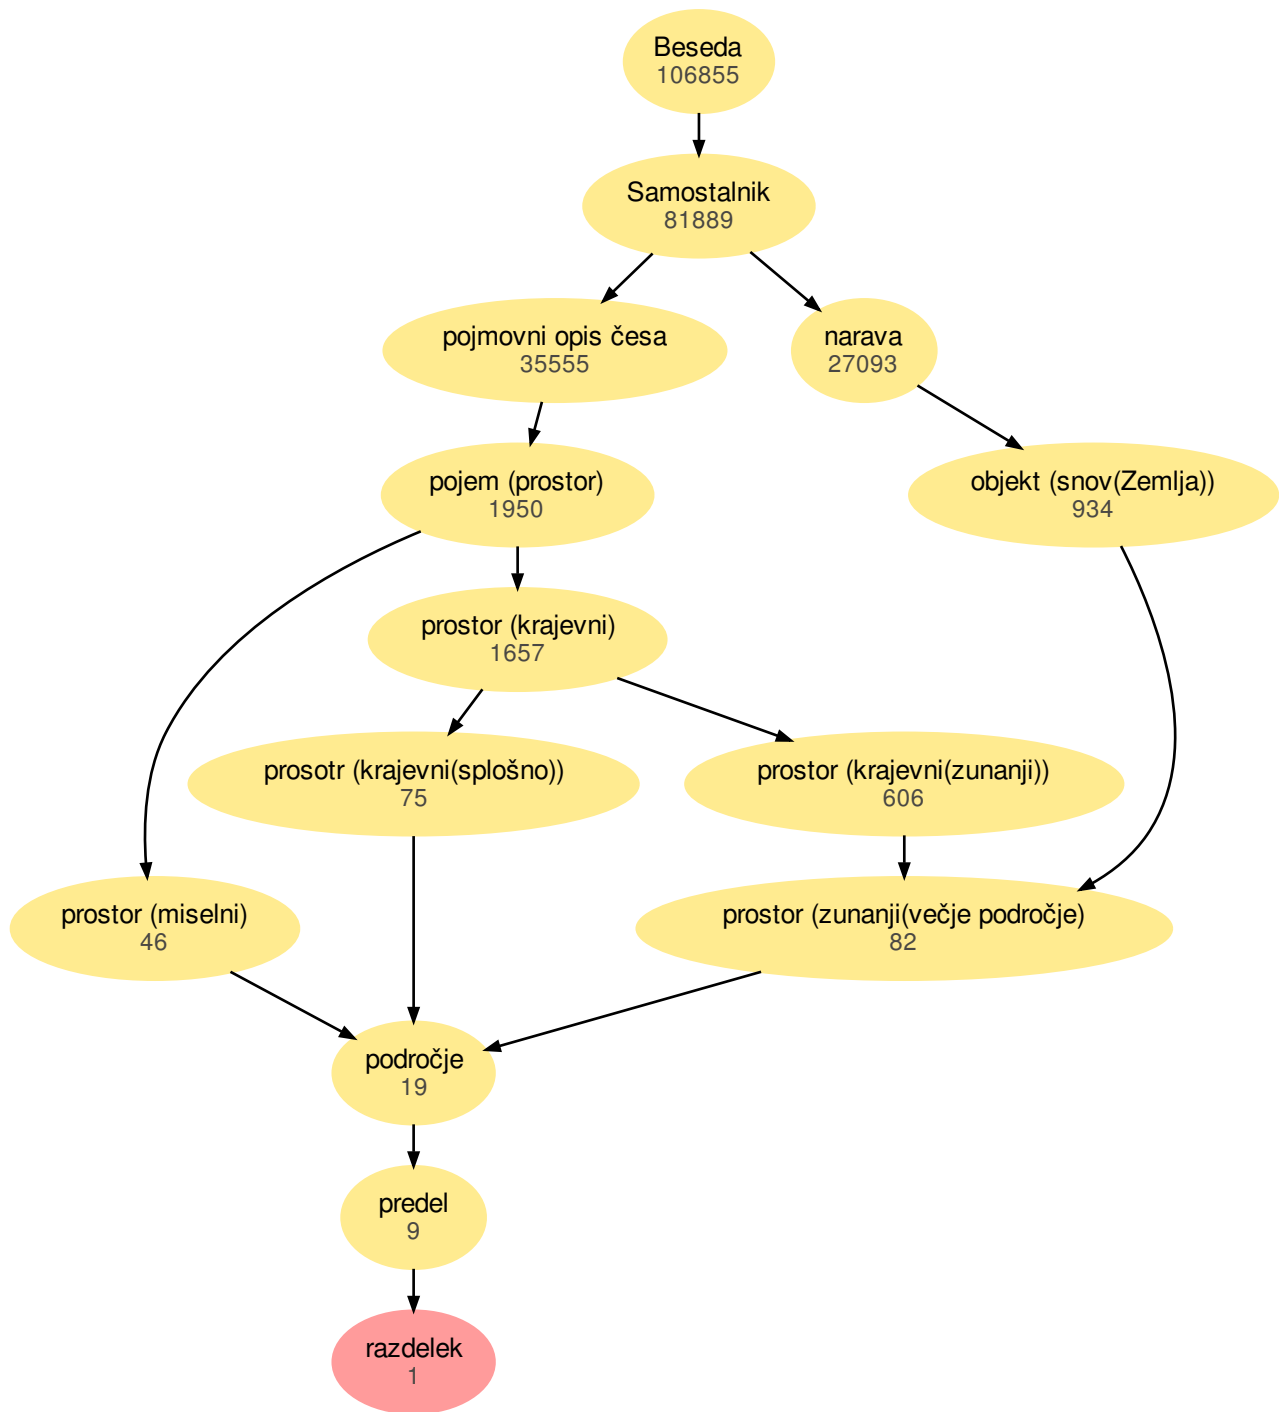 Beseda
106855
Samostalnik
81889
pojmovni opis česa
35555
narava
27093
pojem (prostor)
1950
objekt (snov(Zemlja))
934
prostor (krajevni)
1657
prosotr (krajevni(splošno))
75
prostor (krajevni(zunanji))
606
prostor (miselni)
46
prostor (zunanji(večje področje)
82
področje
19
predel
9
razdelek
1